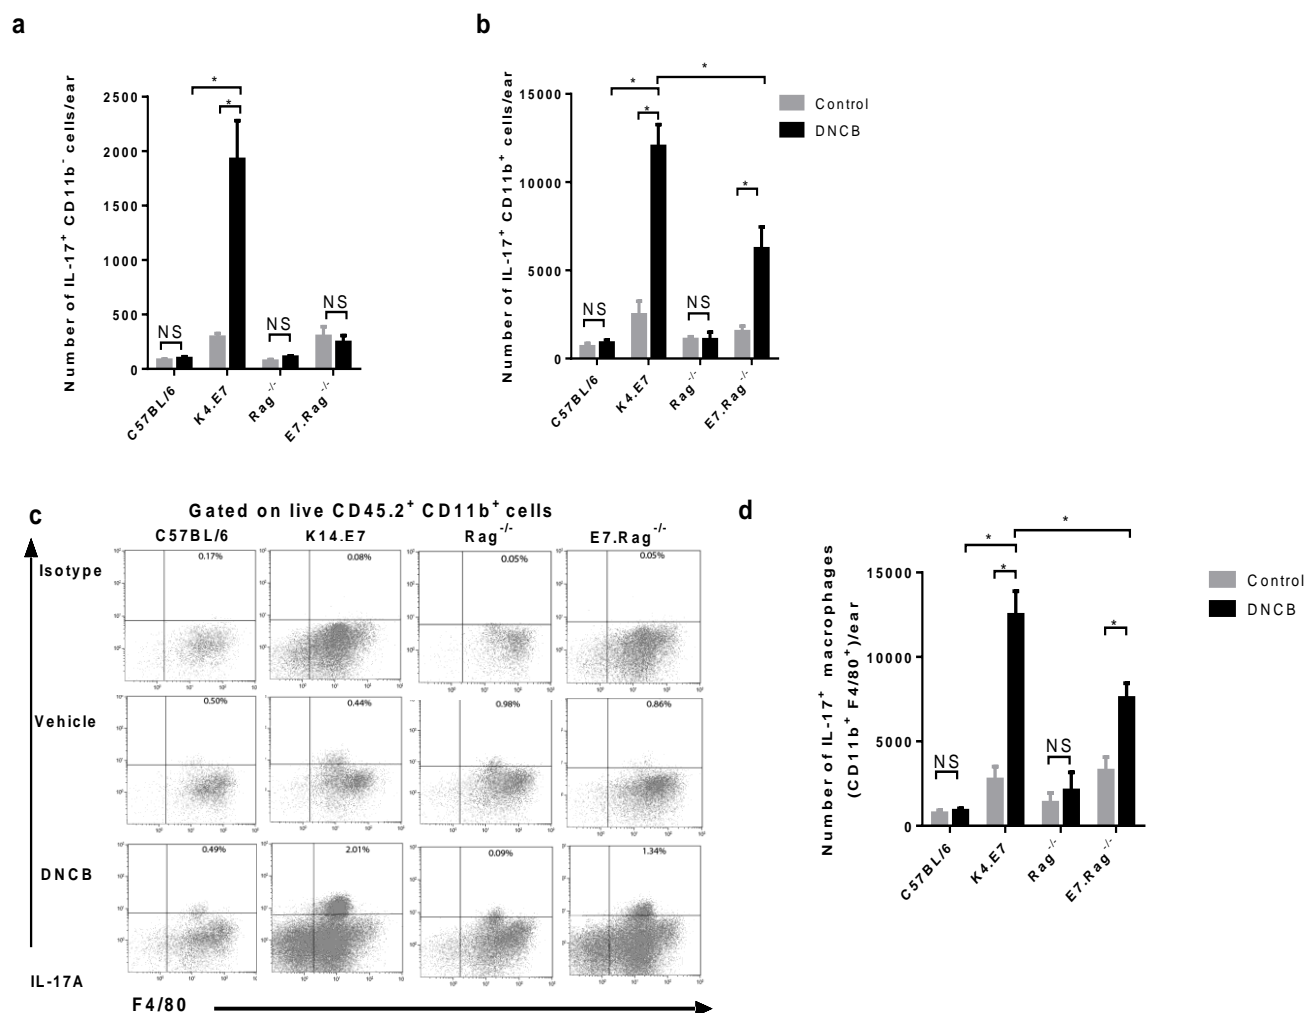 a
b
*
*
Number of IL-17+ CD11b- cells/ear
2500
2000
1500
1000
500
0
NS
NS
NS
C57BL/6
K4.E7
Rag-/-
E7.Rag-/-
*
*
*
*
Number of IL-17+ CD11b+ cells/ear
15000
10000
5000
0
NS
NS
C57BL/6
K4.E7
Rag-/-
E7.Rag-/-
Control
DNCB
c
Gated on live CD45.2+ CD11b+ cells
C57BL/6 K14.E7 Rag-/- E7.Rag-/-
Isotype
0.17% 0.08% 0.05% 0.05%
Vehicle
0.50% 0.44% 0.98% 0.86%
DNCB
0.49% 2.01% 0.09% 1.34%
IL-17A
F4/80
d
*
*
*
*
Number of IL-17+ macrophages
(CD11b+ F4/80+)/ear
15000
10000
5000
0
NS
NS
C57BL/6
K4.E7
Rag-/-
E7.Rag-/-
Control
DNCB